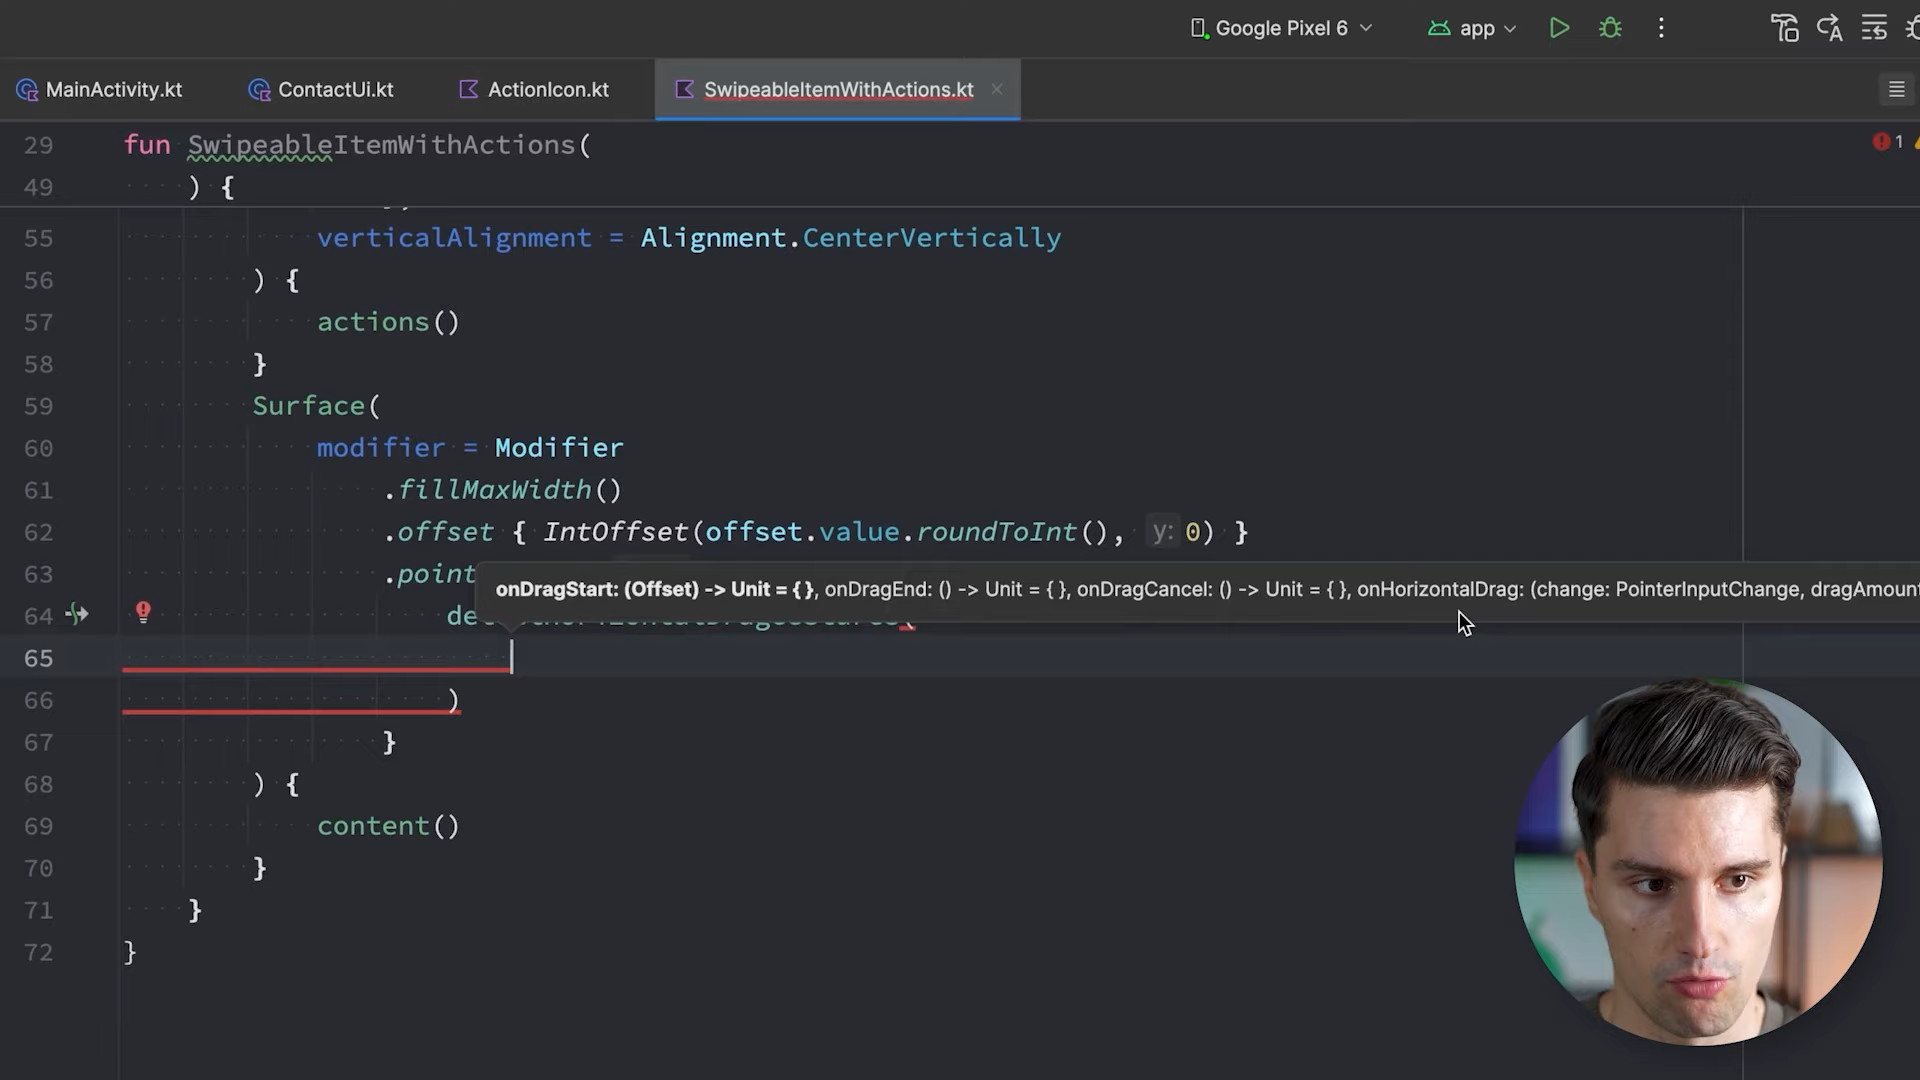 Google Pixel 6 app
MainActivity.kt ContactUi.kt ActionIcon.kt SwipeableItemWithActions.kt
29 fun SwipeableItemWithActions( 1
49 ) {
55 verticalAlignment = Alignment.CenterVertically
56 ) {
57 actions()
58 }
59 Surface(
60 modifier = Modifier
61 .fillMaxWidth()
62 .offset { IntOffset(offset.value.roundToInt(), y: 0) }
63 .point
onDragStart: (Offset) -> Unit = {}, onDragEnd: () -> Unit = {}, onDragCancel: () -> Unit = {}, onHorizontalDrag: (change: PointerInputChange, dragAmount
64
65
66 )
67 }
68 ) {
69 content()
70 }
71 }
72 }